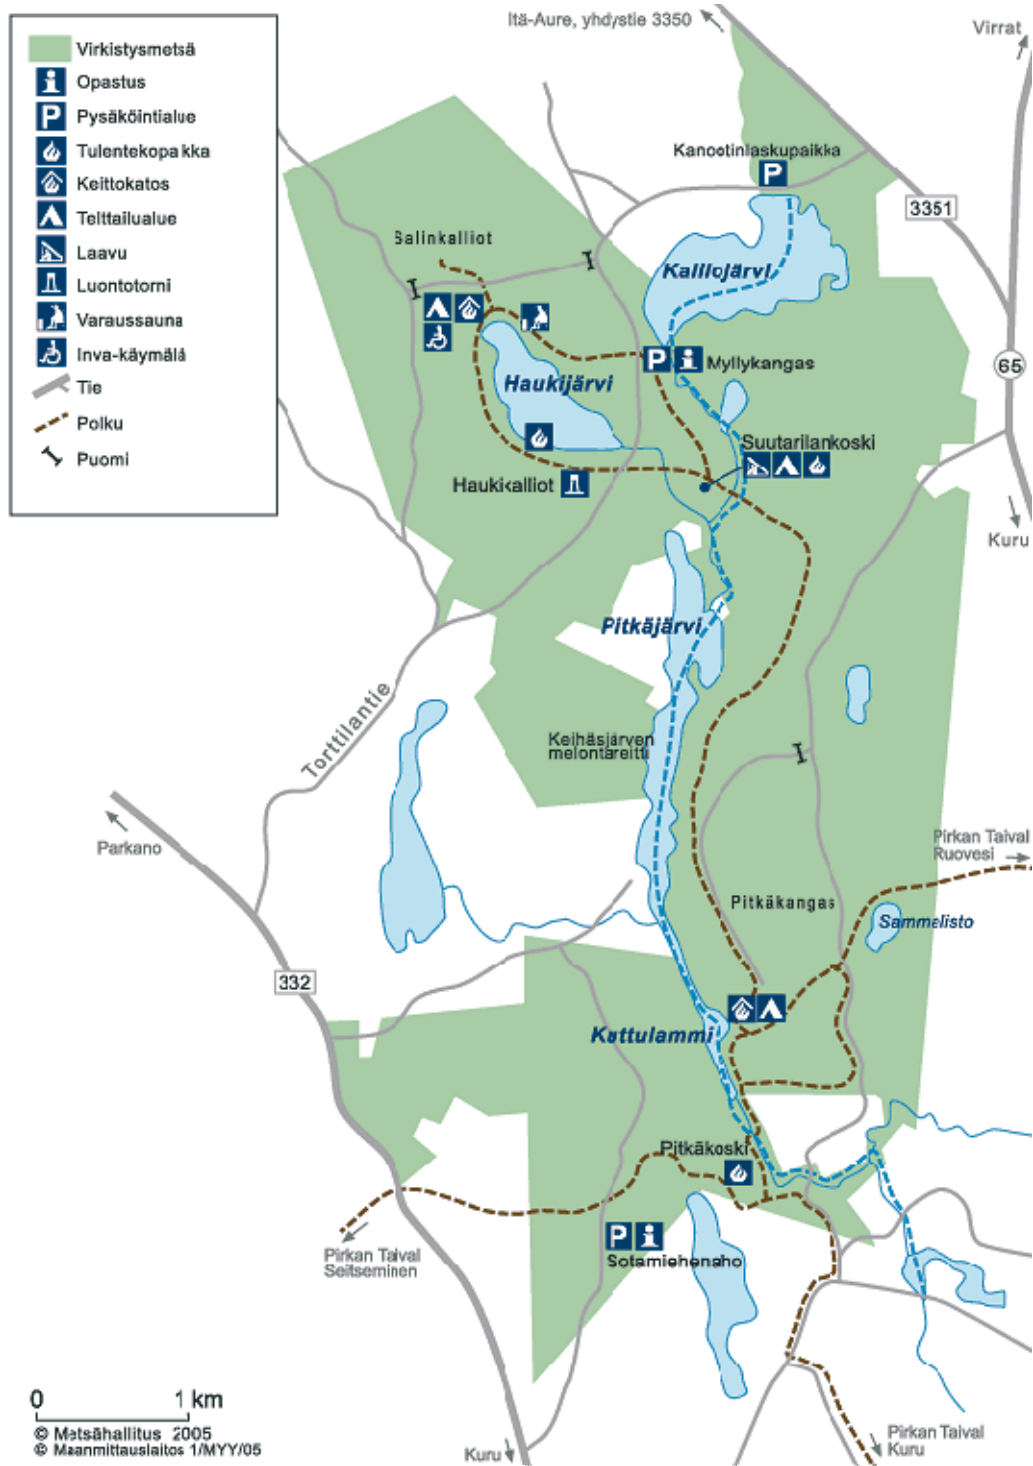 Itä-Aure, yhdystie 3350
Virrat
Virkistysmetsä
Opastus
Pysäköintialue
Tulentekopaikka
Keittokatos
Telttailualue
Laavu
Luontotorni
Varaussauna
Inva-käymälä
Tie
Polku
Puomi
Kanootinlaskupaikka
3351
Salinkalliot
Kalliojärvi
Myllykangas
65
Haukijärvi
Suutarilankoski
Haukikalliot
Kuru
Pitkäjärvi
Torttilantie
Keihäsjärven
melontareitti
Parkano
Pirkan Taival
Ruovesi
Pitkäkangas
Sammelisto
332
Kattulammi
Pitkäkoski
Pirkan Taival
Seitseminen
Sotamiehenaho
0 1 km
© Metsähallitus 2005
© Maanmittauslaitos 1/MYY/05
Kuru
Pirkan Taival
Kuru